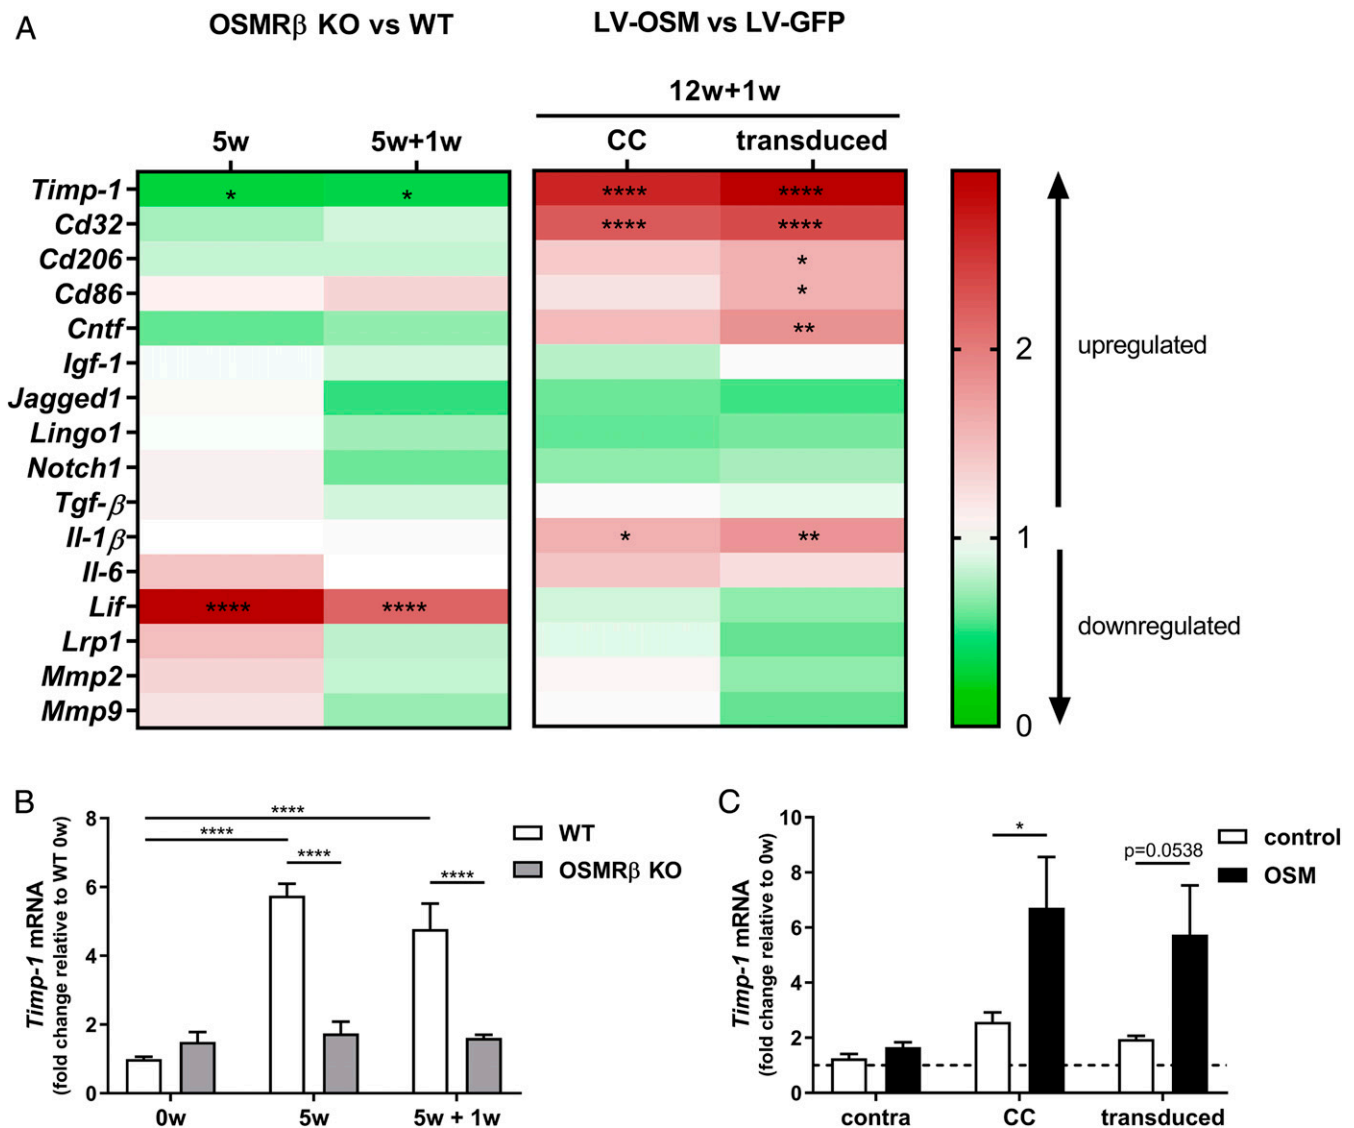 A
OSMRβ KO vs WT
LV-OSM vs LV-GFP
12w+1w
5w
5w+1w
CC
transduced
Timp-1
*
*
****
****
Cd32
****
****
Cd206
*
Cd86
*
Cntf
**
Igf-1
Jagged1
Lingo1
Notch1
Tgf-β
Il-1β
*
**
Il-6
Lif
****
****
Lrp1
Mmp2
Mmp9
2
1
0
upregulated
downregulated
B
Timp-1 mRNA
(fold change relative to WT 0w)
8
6
4
2
0
****
****
****
****
WT
OSMRβ KO
0w
5w
5w + 1w
C
Timp-1 mRNA
(fold change relative to 0w)
10
8
6
4
2
0
*
p=0.0538
control
OSM
contra
CC
transduced